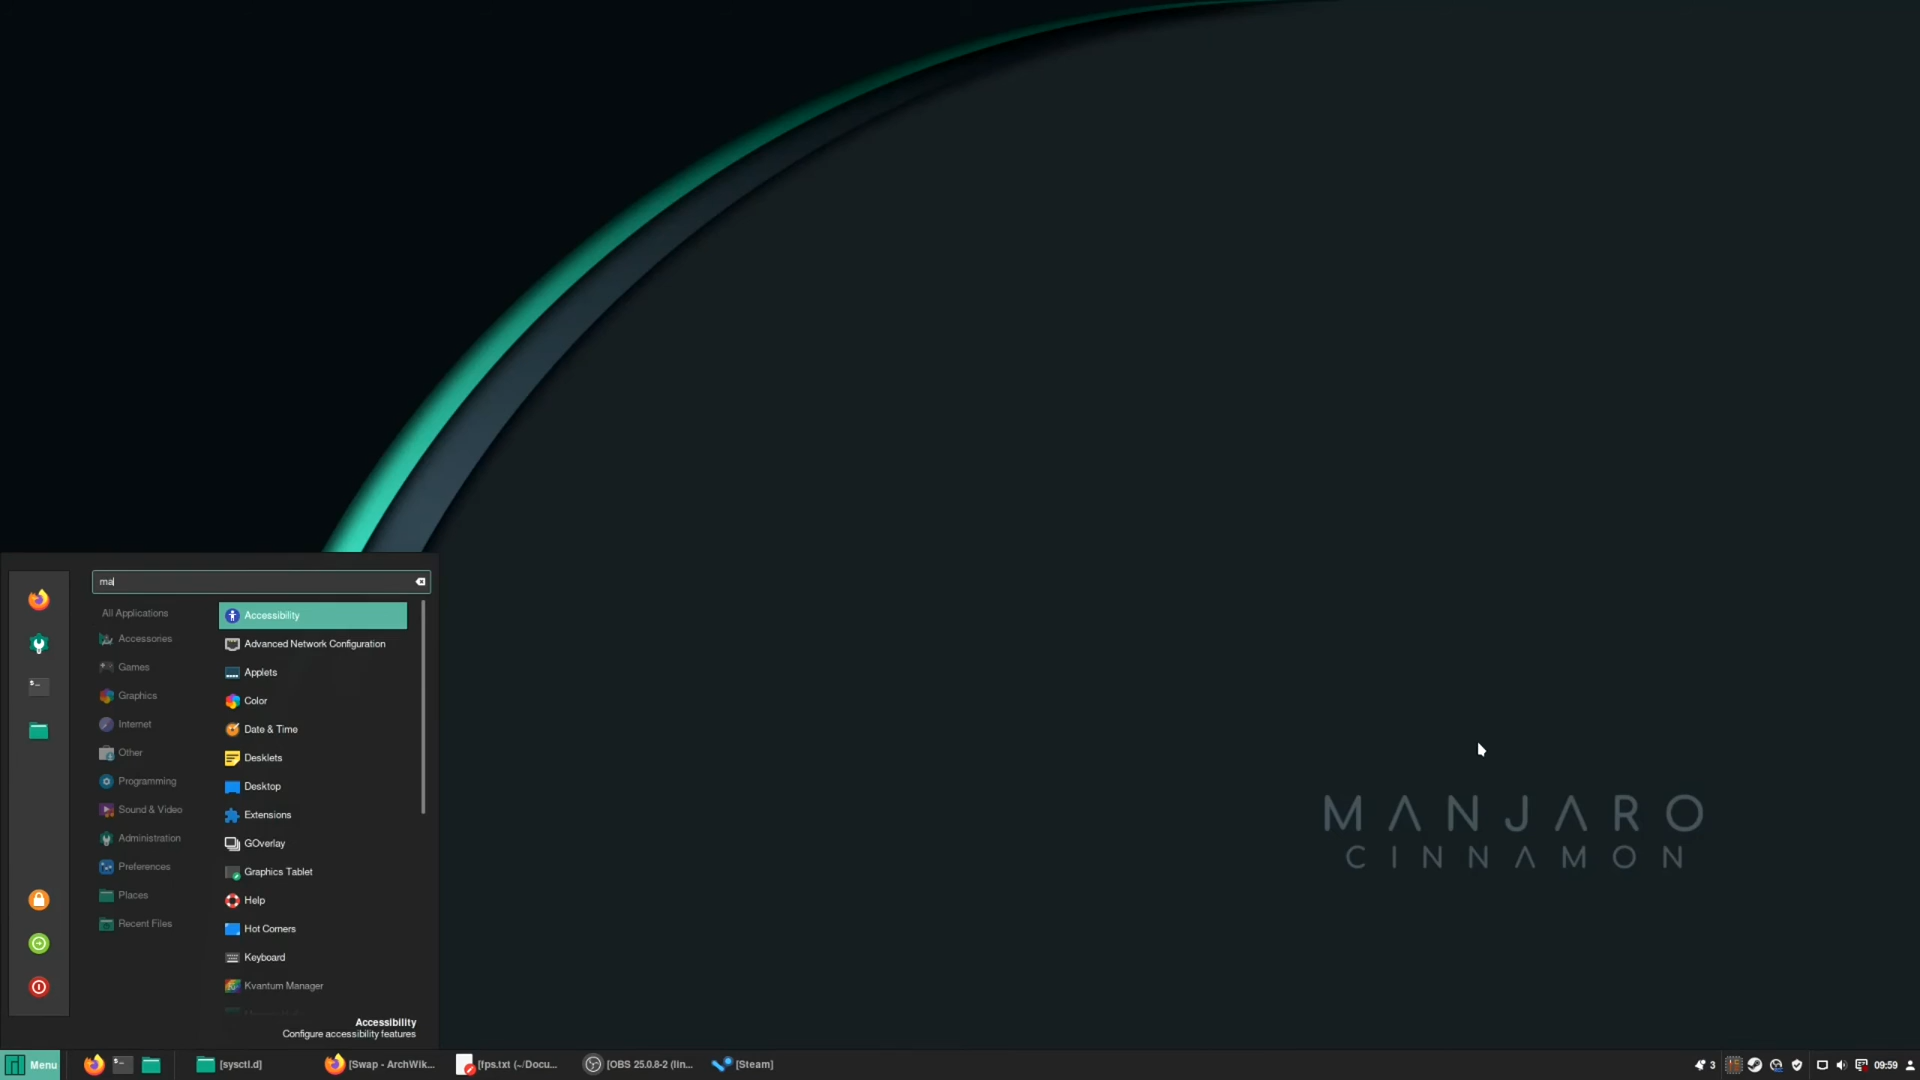 ma
All Applications
Accessories
Games
Graphics
Internet
Other
Programming
Sound & Video
Administration
Preferences
Places
Recent Files
Accessibility
Advanced Network Configuration
Applets
Color
Date & Time
Desklets
Desktop
Extensions
GOverlay
Graphics Tablet
Help
Hot Corners
Keyboard
Kvantum Manager
Accessibility
Configure accessibility features
MANJARO
CINNAMON
Menu
[sysctl.d]
[Swap - ArchWik...
[fps.txt (~/Docu...
[OBS 25.0.8-2 (lin...
[Steam]
3
09:59